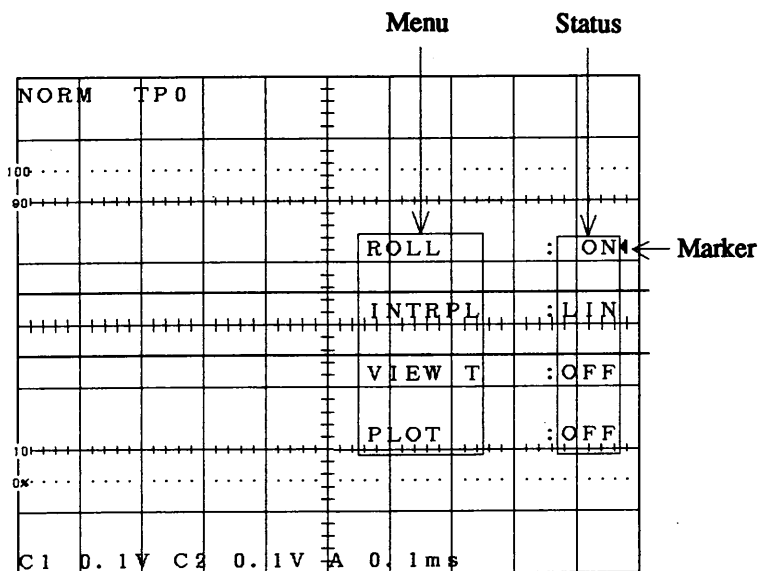 Menu Status
NORM TP0
100
90
ROLL : ON
Marker
INTRPL :LIN
VIEW T :OFF
PLOT :OFF
10
0%
C1 0.1V C2 0.1V A 0.1ms